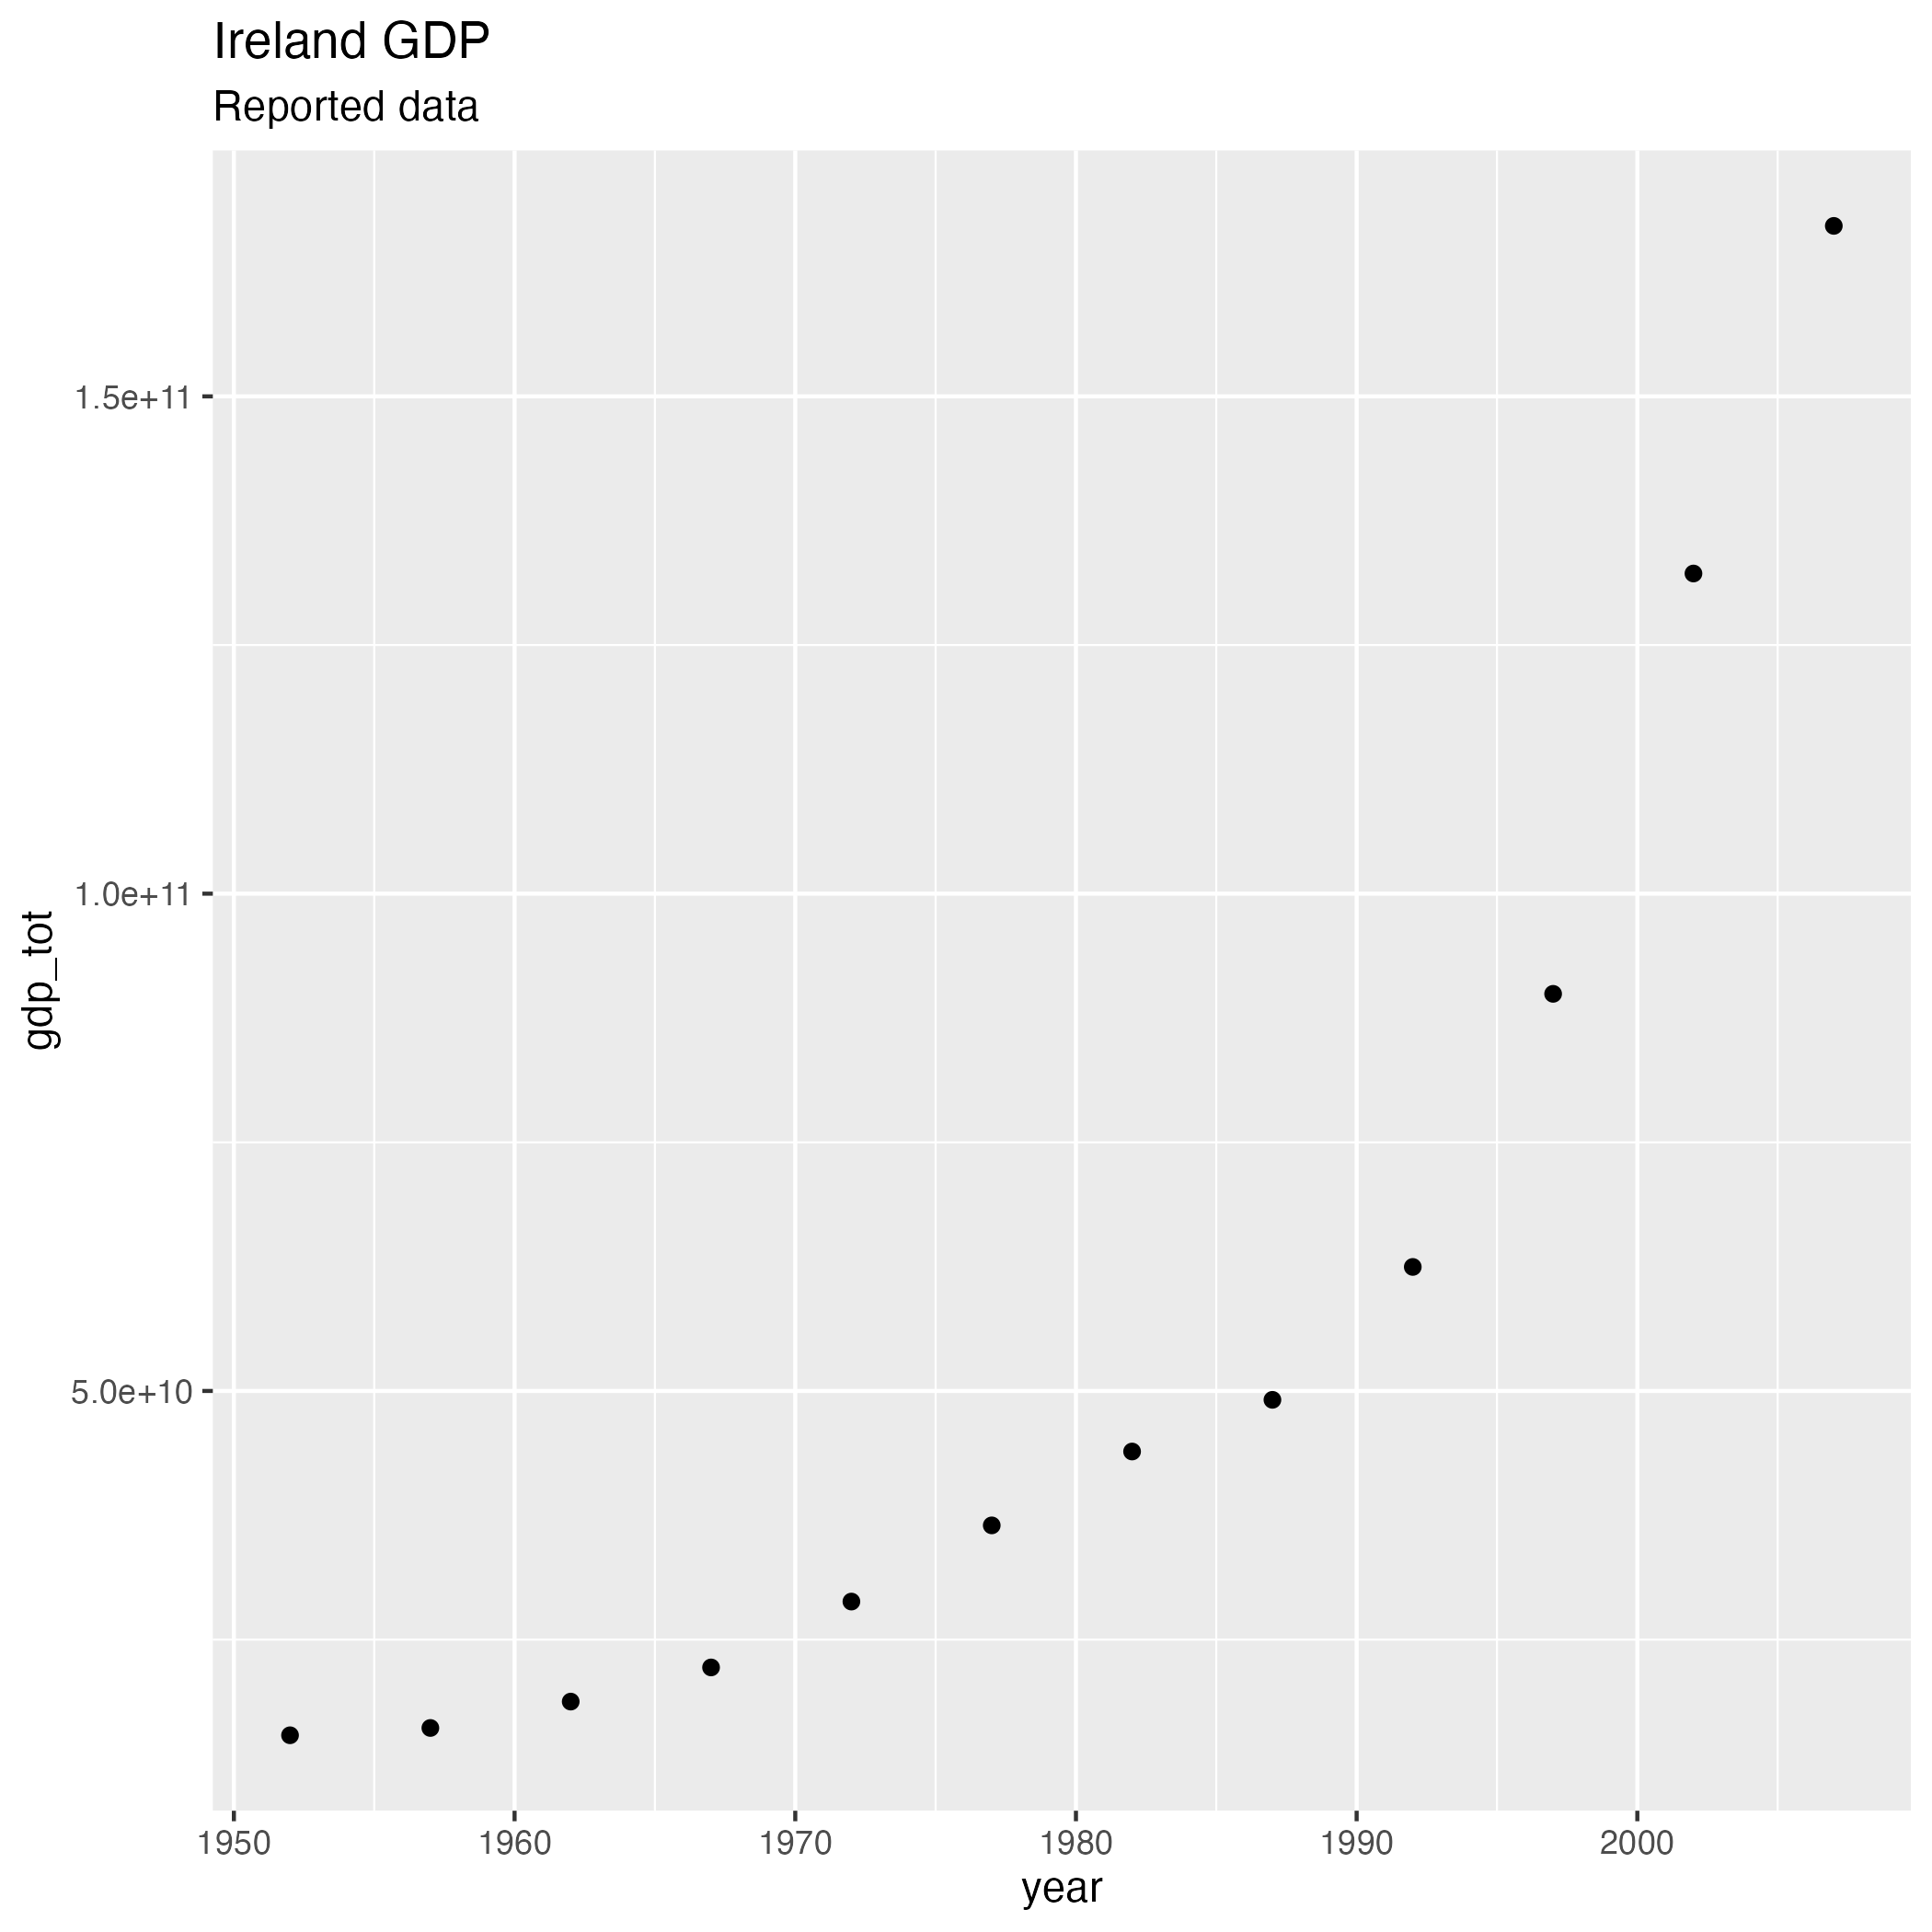 Ireland GDP
Reported data
1.5e+11
1.0e+11
gdp_tot
5.0e+10
1950 1960 1970 1980 1990 2000
year